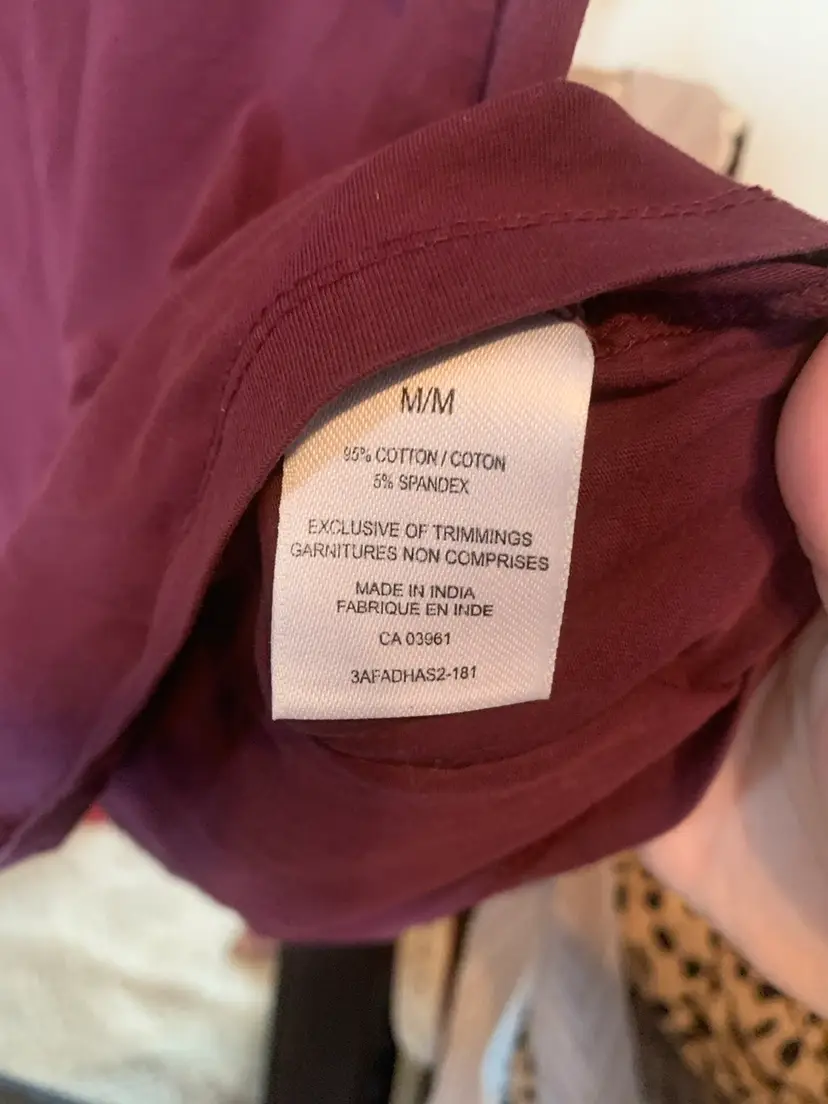 M/M
95% COTTON / COTON
5% SPANDEX
EXCLUSIVE OF TRIMMINGS
GARNITURES NON COMPRISES
MADE IN INDIA
FABRIQUE EN INDE
CA 03961
3AFADHAS2-181